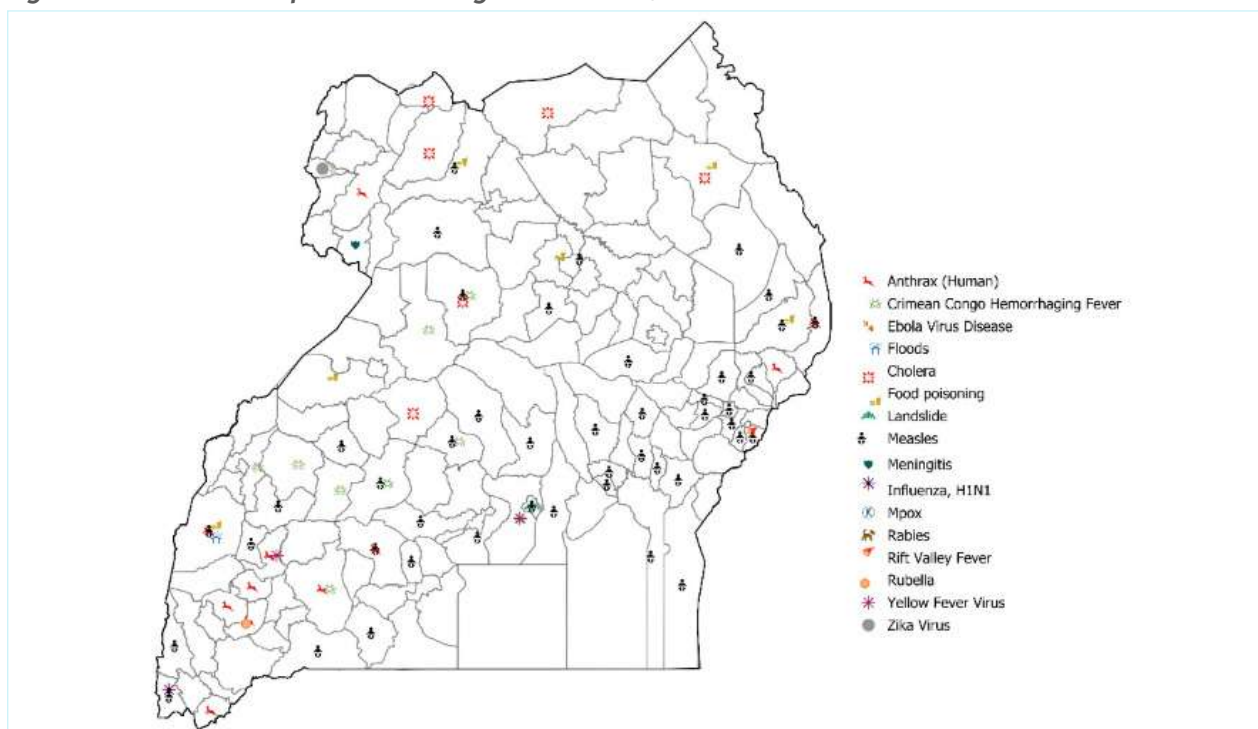 Anthrax (Human)
Crimean Congo Hemorrhaging Fever
Ebola Virus Disease
Floods
Cholera
Food poisoning
Landslide
Measles
Meningitis
Influenza, H1N1
Mpox
Rabies
Rift Valley Fever
Rubella
Yellow Fever Virus
Zika Virus